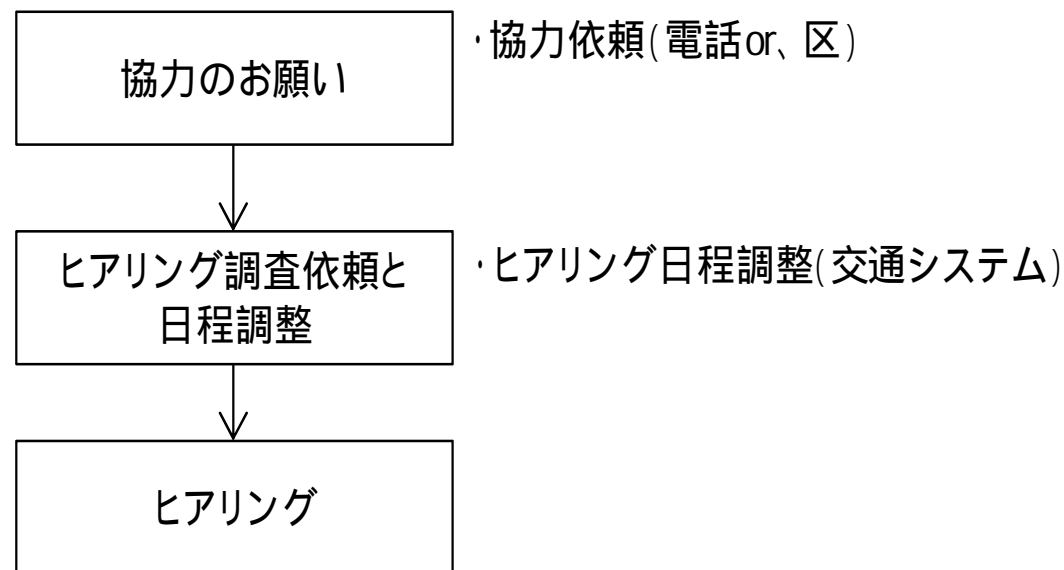 協力のお願い
・協力依頼(電話or、区)
ヒアリング調査依頼と
日程調整
・ヒアリング日程調整(交通システム)
ヒアリング